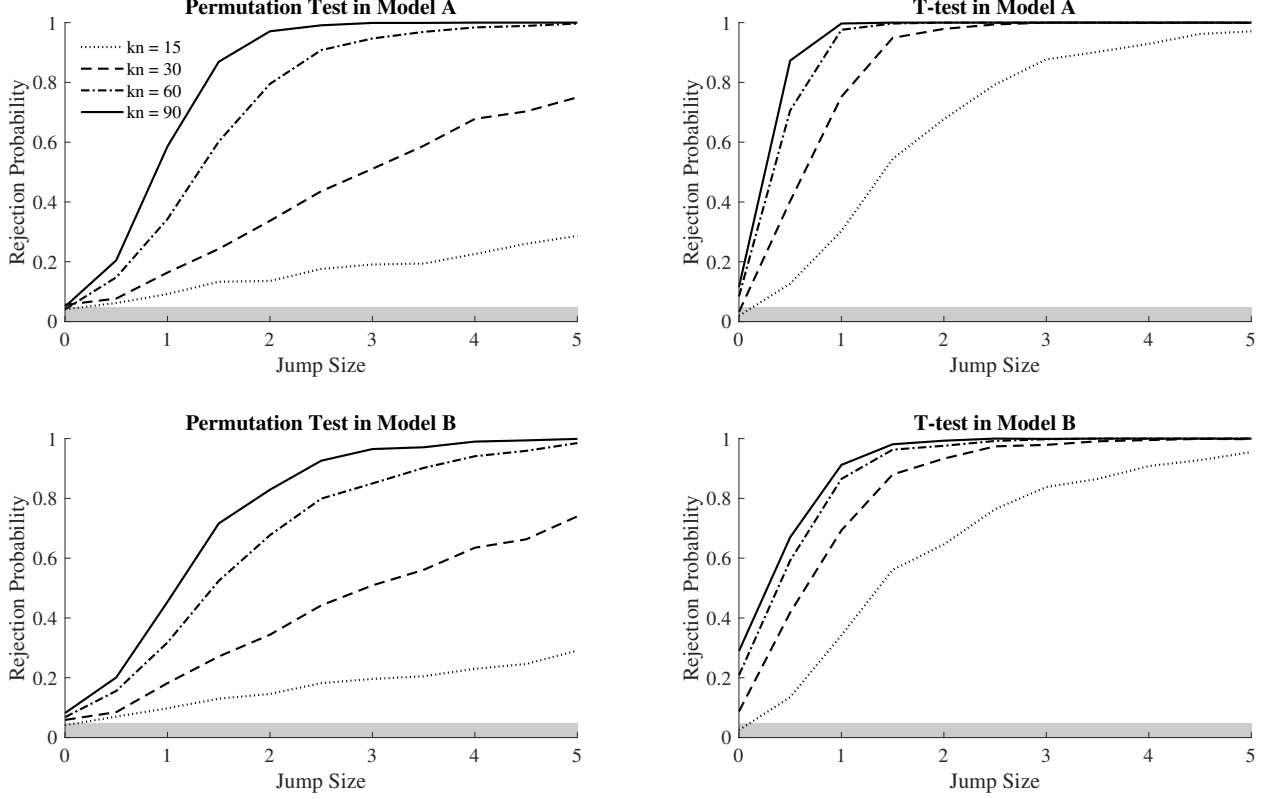 Permutation Test in Model A
Rejection Probability
1
0.8
0.6
0.4
0.2
0
kn = 15
kn = 30
kn = 60
kn = 90
0 1 2 3 4 5
Jump Size
T-test in Model A
Rejection Probability
1
0.8
0.6
0.4
0.2
0
0 1 2 3 4 5
Jump Size
Permutation Test in Model B
Rejection Probability
1
0.8
0.6
0.4
0.2
0
0 1 2 3 4 5
Jump Size
T-test in Model B
Rejection Probability
1
0.8
0.6
0.4
0.2
0
0 1 2 3 4 5
Jump Size